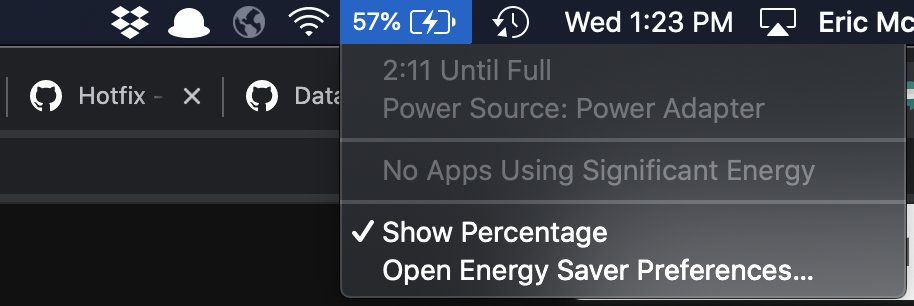 57% Wed 1:23 PM Eric Mc
Hotfix - Data
2:11 Until Full
Power Source: Power Adapter
No Apps Using Significant Energy
✓ Show Percentage
Open Energy Saver Preferences...